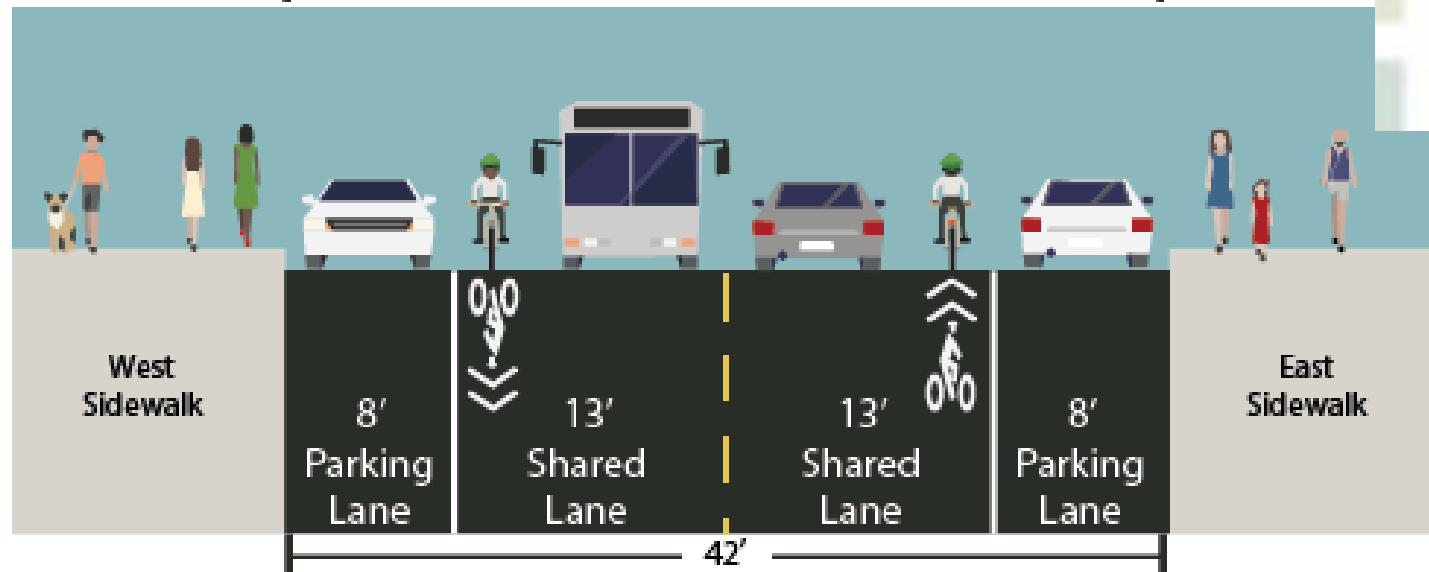 West
Sidewalk
8’
Parking
Lane
13’
Shared
Lane
13’
Shared
Lane
8’
Parking
Lane
East
Sidewalk
42’